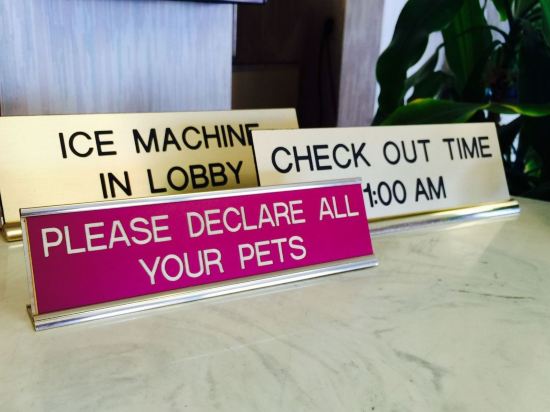 ICE MACHINE
IN LOBBY
CHECK OUT TIME
1:00 AM
PLEASE DECLARE ALL
YOUR PETS